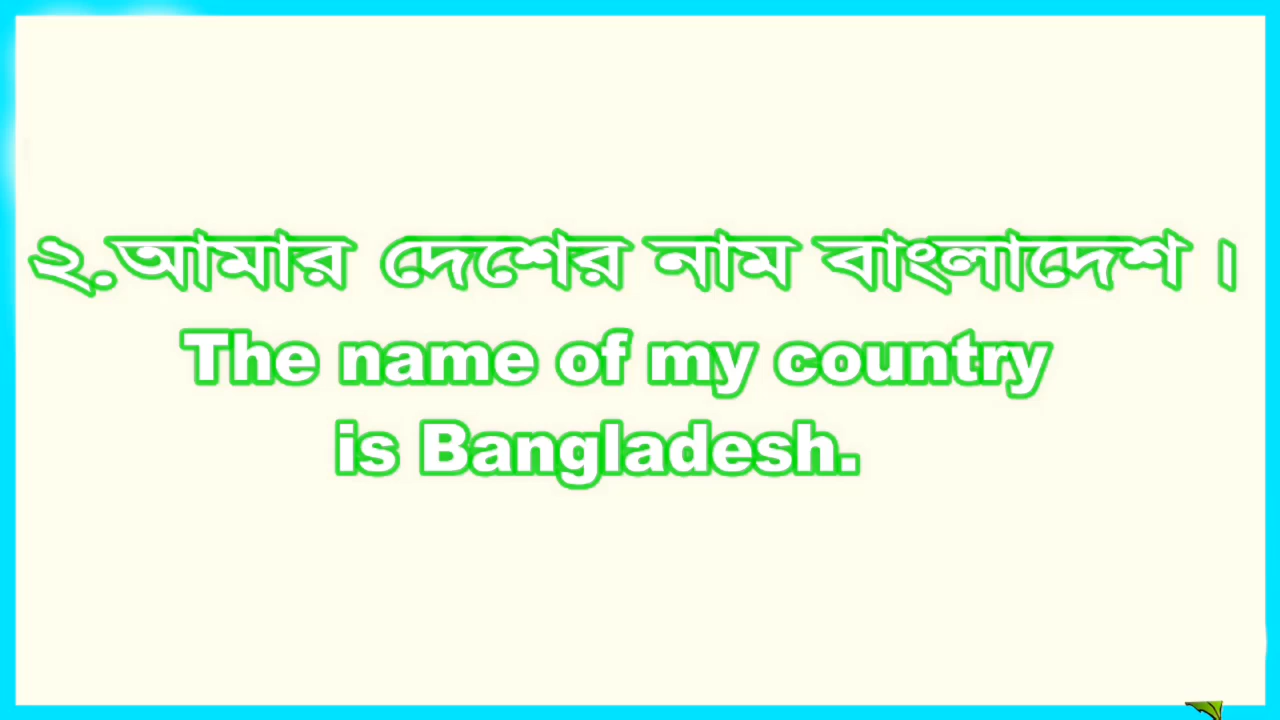 ২.আমার দেশের নাম বাংলাদেশ ।
The name of my country
is Bangladesh.